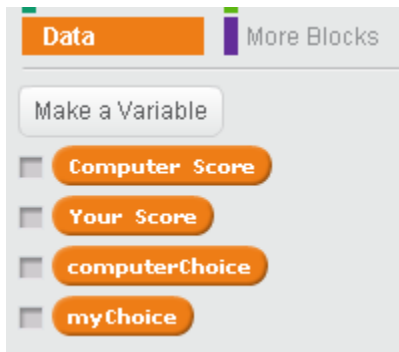 Data More Blocks
Make a Variable
Computer Score
Your Score
computerChoice
myChoice